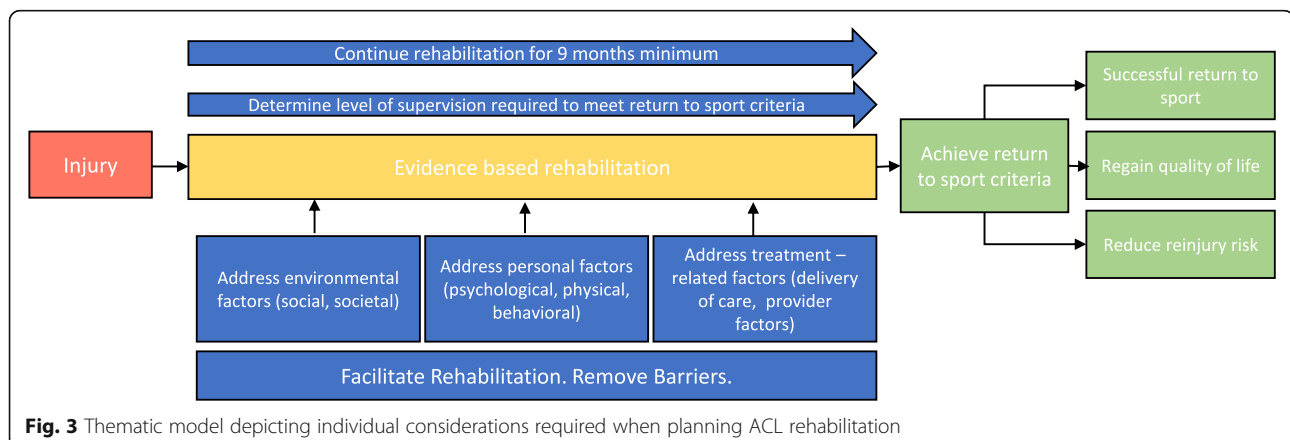 Continue rehabilitation for 9 months minimum
Determine level of supervision required to meet return to sport criteria
Injury
Evidence based rehabilitation
Address environmental
factors (social, societal)
Address personal factors
(psychological, physical,
behavioral)
Address treatment –
related factors (delivery
of care, provider
factors)
Facilitate Rehabilitation. Remove Barriers.
Achieve return
to sport criteria
Successful return to
sport
Regain quality of life
Reduce reinjury risk
Fig. 3 Thematic model depicting individual considerations required when planning ACL rehabilitation